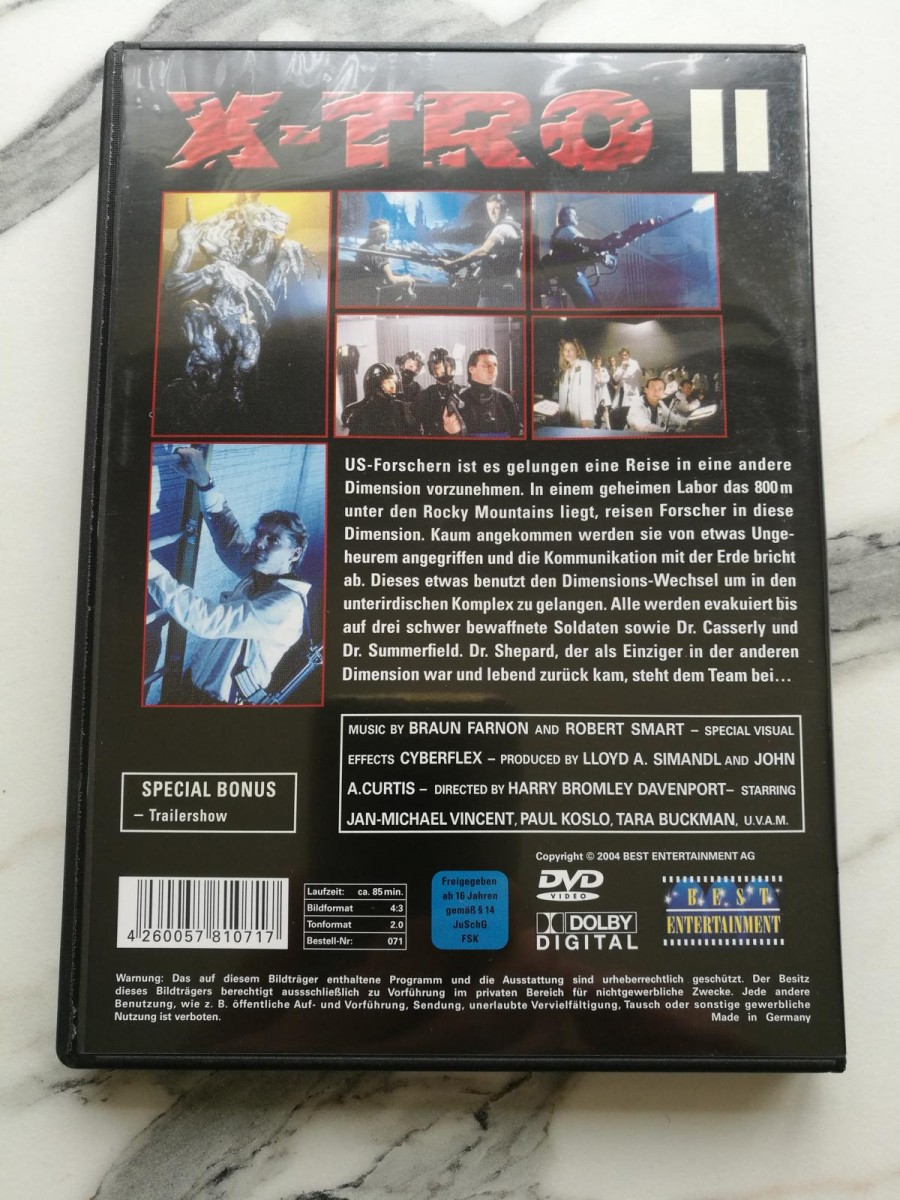 X-TRO II
US-Forschern ist es gelungen eine Reise in eine andere
Dimension vorzunehmen. In einem geheimen Labor das 800m
unter den Rocky Mountains liegt, reisen Forscher in diese
Dimension. Kaum angekommen werden sie von etwas Unge-
heurem angegriffen und die Kommunikation mit der Erde bricht
ab. Dieses etwas benutzt den Dimensions-Wechsel um in den
unterirdischen Komplex zu gelangen. Alle werden evakuiert bis
auf drei schwer bewaffnete Soldaten sowie Dr. Casserly und
Dr. Summerfield. Dr. Shepard, der als Einziger in der anderen
Dimension war und lebend zurück kam, steht dem Team bei...
MUSIC BY BRAUN FARNON AND ROBERT SMART – SPECIAL VISUAL
EFFECTS CYBERFLEX – PRODUCED BY LLOYD A. SIMANDL AND JOHN
A.CURTIS – DIRECTED BY HARRY BROMLEY DAVENPORT– STARRING
JAN-MICHAEL VINCENT, PAUL KOSLO, TARA BUCKMAN, U.V.A.M.
SPECIAL BONUS
– Trailershow
Copyright © 2004 BEST ENTERTAINMENT AG
4 260057 810717
Laufzeit: ca. 85 min.
Bildformat 4:3
Tonformat 2.0
Bestell-Nr: 071
Freigegeben
ab 16 Jahren
gemäß § 14
JuSchG
FSK
DVD
VIDEO
DOLBY
DIGITAL
BEST
ENTERTAINMENT
Warnung: Das auf diesem Bildträger enthaltene Programm und die Ausstattung sind urheberrechtlich geschützt. Der Besitz
dieses Bildträgers berechtigt aussschließlich zu Vorführung im privaten Bereich für nichtgewerbliche Zwecke. Jede andere
Benutzung, wie z. B. öffentliche Auf- und Vorführung, Sendung, unerlaubte Vervielfältigung, Tausch oder sonstige gewerbliche
Nutzung ist verboten. Made in Germany